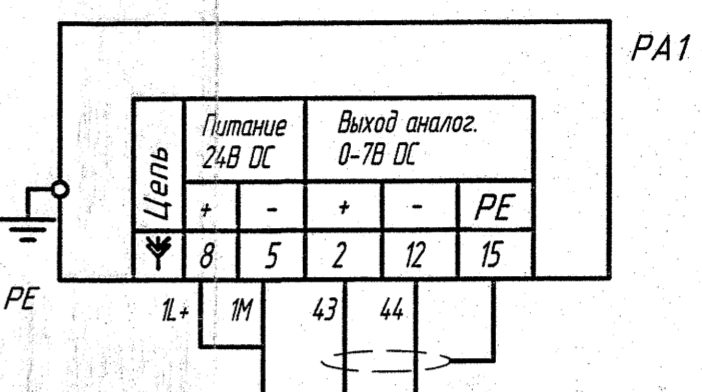 PA1
Цепь
Питание
24В DC
Выход аналог.
0-7В DC
+ - + - PE
8 5 2 12 15
PE
1L+ 1M 43 44